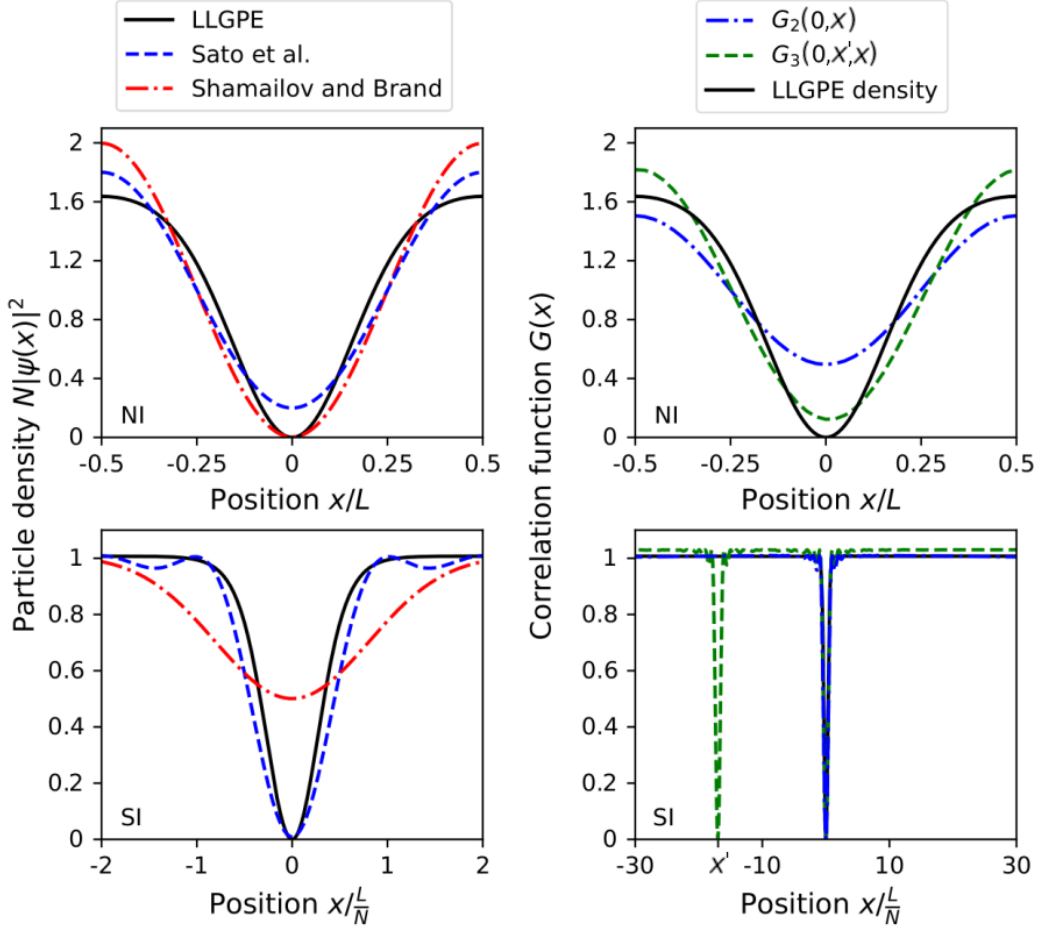 LLGPE
Sato et al.
Shamailov and Brand
G₂(0,x)
G₃(0,x',x)
LLGPE density
Particle density N|ψ(x)|²
2
1.6
1.2
0.8
0.4
0
NI
-0.5 -0.25 0 0.25 0.5
Position x/L
Correlation function G(x)
2
1.6
1.2
0.8
0.4
0
NI
-0.5 -0.25 0 0.25 0.5
Position x/L
1
0.8
0.6
0.4
0.2
0
SI
-2 -1 0 1 2
Position x/L/N
1
0.8
0.6
0.4
0.2
0
SI
-30 x' -10 10 30
Position x/L/N